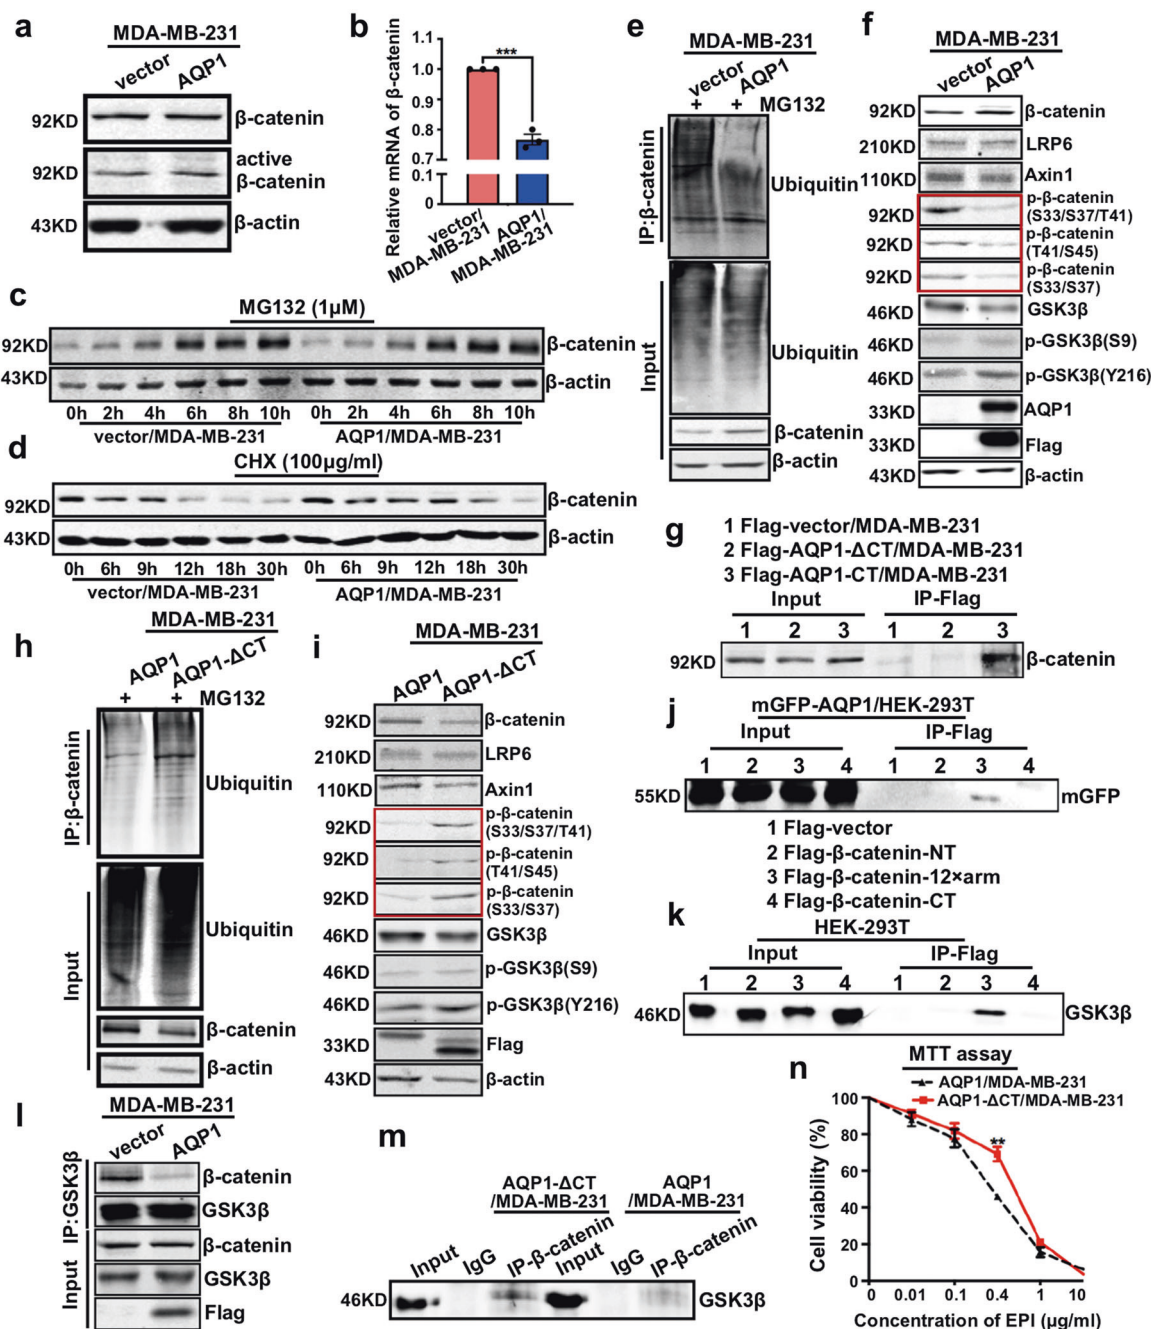 a
MDA-MB-231
vector AQP1
92KD β-catenin
92KD active
β-catenin
43KD β-actin
b
Relative mRNA of β-catenin
1.1
1.0
0.9
0.8
0.7
0.1
0
***
vector/
MDA-MB-231
AQP1/
MDA-MB-231
c
MG132 (1μM)
92KD β-catenin
43KD β-actin
0h 2h 4h 6h 8h 10h 0h 2h 4h 6h 8h 10h
vector/MDA-MB-231 AQP1/MDA-MB-231
d
CHX (100μg/ml)
92KD β-catenin
43KD β-actin
0h 6h 9h 12h 18h 30h 0h 6h 9h 12h 18h 30h
vector/MDA-MB-231 AQP1/MDA-MB-231
e
MDA-MB-231
vector AQP1
+ + MG132
IP:β-catenin
Ubiquitin
Input
Ubiquitin
β-catenin
β-actin
f
MDA-MB-231
vector AQP1
92KD β-catenin
210KD LRP6
110KD Axin1
92KD p-β-catenin
(S33/S37/T41)
92KD p-β-catenin
(T41/S45)
92KD p-β-catenin
(S33/S37)
46KD GSK3β
46KD p-GSK3β(S9)
46KD p-GSK3β(Y216)
33KD AQP1
33KD Flag
43KD β-actin
g
1 Flag-vector/MDA-MB-231
2 Flag-AQP1-ΔCT/MDA-MB-231
3 Flag-AQP1-CT/MDA-MB-231
Input IP-Flag
1 2 3 1 2 3
92KD β-catenin
h
MDA-MB-231
AQP1 AQP1-ΔCT
+ + MG132
IP:β-catenin
Ubiquitin
Input
Ubiquitin
β-catenin
β-actin
i
MDA-MB-231
AQP1 AQP1-ΔCT
92KD β-catenin
210KD LRP6
110KD Axin1
92KD p-β-catenin
(S33/S37/T41)
92KD p-β-catenin
(T41/S45)
92KD p-β-catenin
(S33/S37)
46KD GSK3β
46KD p-GSK3β(S9)
46KD p-GSK3β(Y216)
33KD Flag
43KD β-actin
j
mGFP-AQP1/HEK-293T
Input IP-Flag
1 2 3 4 1 2 3 4
55KD mGFP
1 Flag-vector
2 Flag-β-catenin-NT
3 Flag-β-catenin-12×arm
4 Flag-β-catenin-CT
k
HEK-293T
Input IP-Flag
1 2 3 4 1 2 3 4
46KD GSK3β
l
MDA-MB-231
vector AQP1
IP:GSK3β
β-catenin
GSK3β
Input
β-catenin
GSK3β
Flag
m
AQP1-ΔCT
/MDA-MB-231
AQP1
/MDA-MB-231
Input IgG IP-β-catenin Input IgG IP-β-catenin
46KD GSK3β
n
MTT assay
AQP1/MDA-MB-231
AQP1-ΔCT/MDA-MB-231
Cell viability (%)
100
80
60
40
20
0
**
0 0.01 0.1 0.4 1 10
Concentration of EPI (μg/ml)